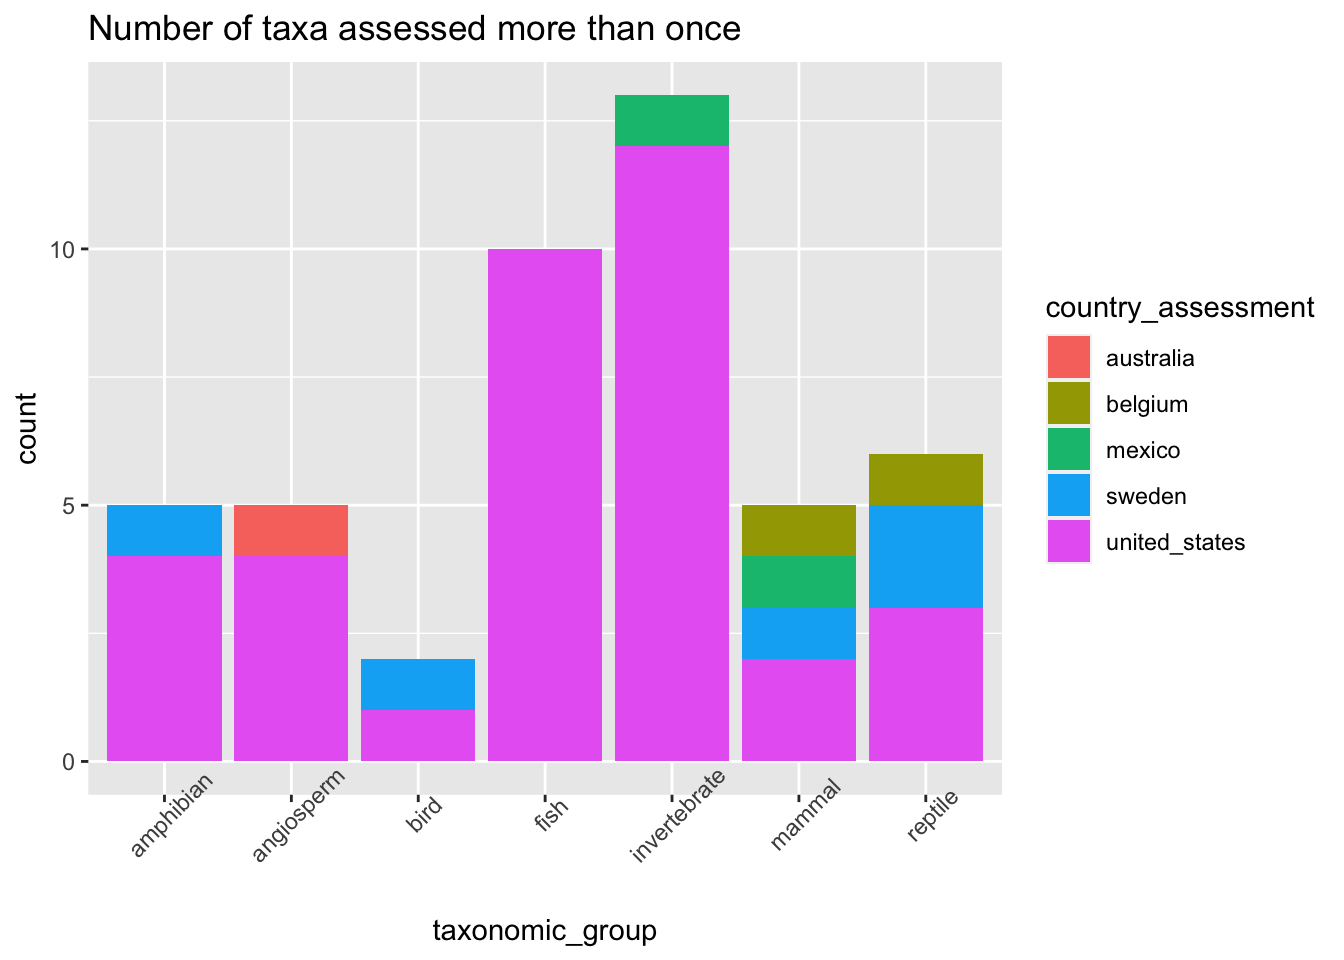 Number of taxa assessed more than once
count
10
5
0
amphibian
angiosperm
bird
fish
invertebrate
mammal
reptile
taxonomic_group
country_assessment
australia
belgium
mexico
sweden
united_states